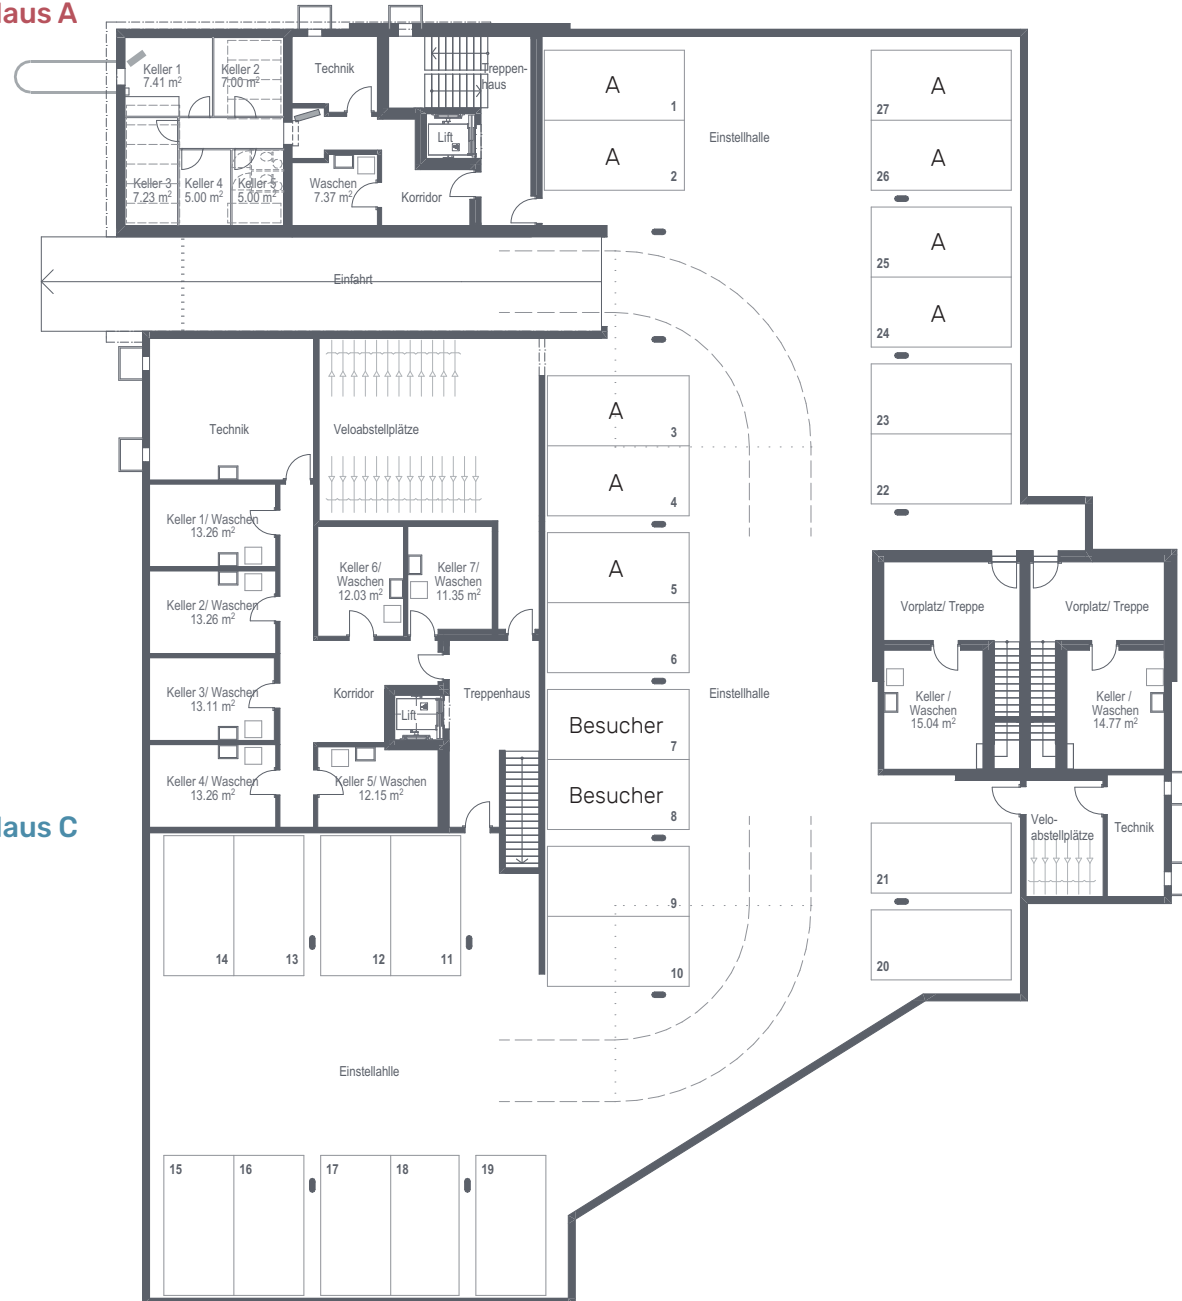 Haus A
Keller 1
7.41 m²
Keller 2
7.00 m²
Technik
Treppen-
haus
Lift
Keller 3
7.23 m²
Keller 4
5.00 m²
Keller 5
5.00 m²
Waschen
7.37 m²
Korridor
A
1
A
2
Einstellhalle
A
27
A
26
A
25
A
24
23
22
Einfahrt
Technik
Veloabstellplätze
A
3
A
4
A
5
6
Keller 1/ Waschen
13.26 m²
Keller 2/ Waschen
13.26 m²
Keller 3/ Waschen
13.11 m²
Keller 4/ Waschen
13.26 m²
Keller 6/
Waschen
12.03 m²
Keller 7/
Waschen
11.35 m²
Korridor
Lift
Treppenhaus
Keller 5/ Waschen
12.15 m²
Besucher
7
Besucher
8
Einstellhalle
Vorplatz/ Treppe
Vorplatz/ Treppe
Keller /
Waschen
15.04 m²
Keller /
Waschen
14.77 m²
Velo-
abstellplätze
Technik
Haus C
9
10
21
20
14
13
12
11
Einstellahlle
15
16
17
18
19